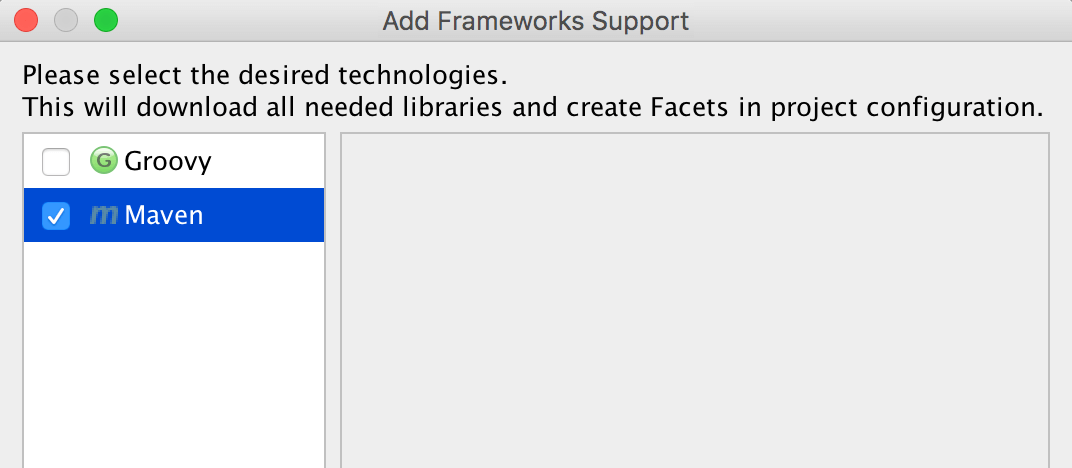 Add Frameworks Support
Please select the desired technologies.
This will download all needed libraries and create Facets in project configuration.
G Groovy
m Maven